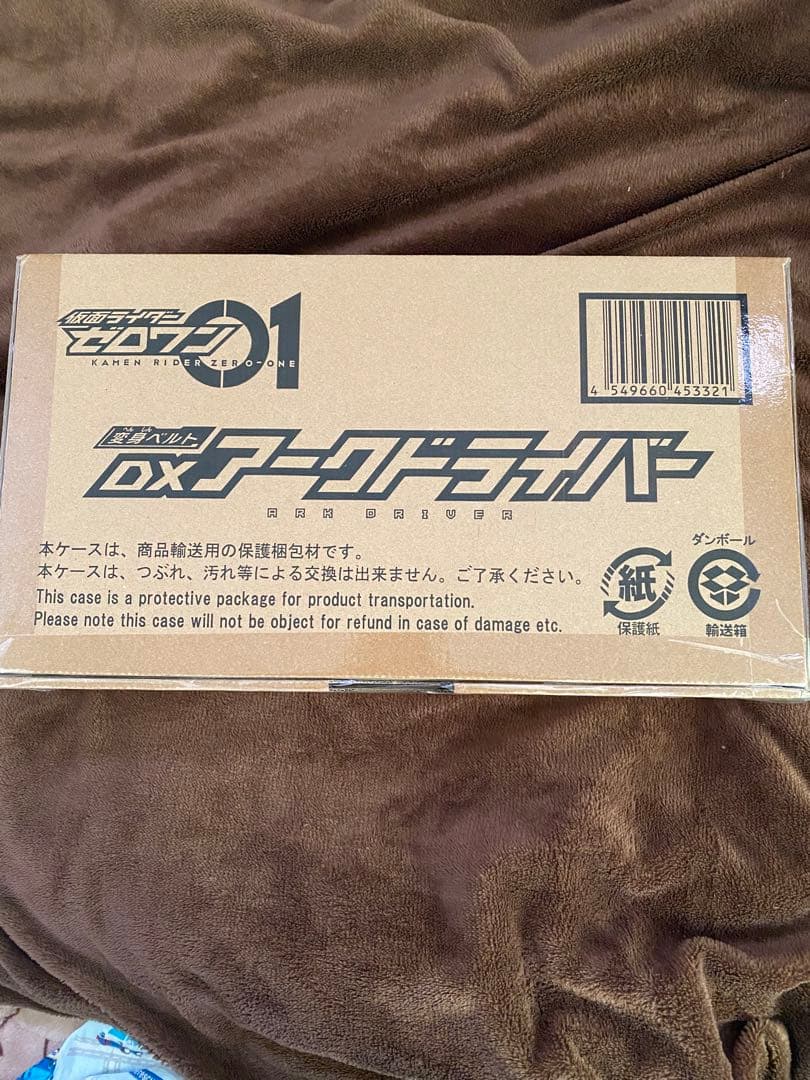 仮面ライダー
ゼロワン01
KAMEN RIDER ZERO-ONE
4 549660 453321
へんしん
変身ベルト
DXアークドライバー
ARK DRIVER
本ケースは、商品輸送用の保護梱包材です。
本ケースは、つぶれ、汚れ等による交換は出来ません。ご了承ください。
This case is a protective package for product transportation.
Please note this case will not be object for refund in case of damage etc.
紙
保護紙
ダンボール
輸送箱